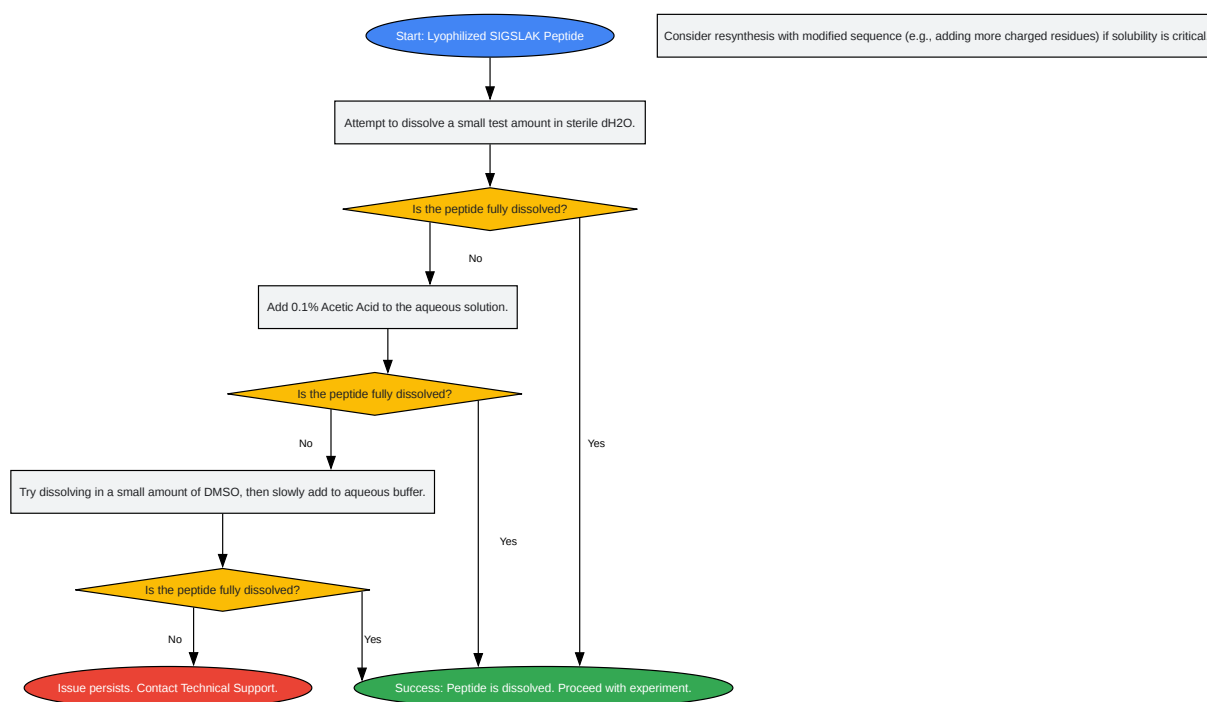 Start: Lyophilized SIGSLAK Peptide
Consider resynthesis with modified sequence (e.g., adding more charged residues) if solubility is critical
Attempt to dissolve a small test amount in sterile dH2O.
Is the peptide fully dissolved?
No
Add 0.1% Acetic Acid to the aqueous solution.
Is the peptide fully dissolved?
No
Yes
Try dissolving in a small amount of DMSO, then slowly add to aqueous buffer.
Yes
Is the peptide fully dissolved?
No
Yes
Issue persists. Contact Technical Support.
Success: Peptide is dissolved. Proceed with experiment.